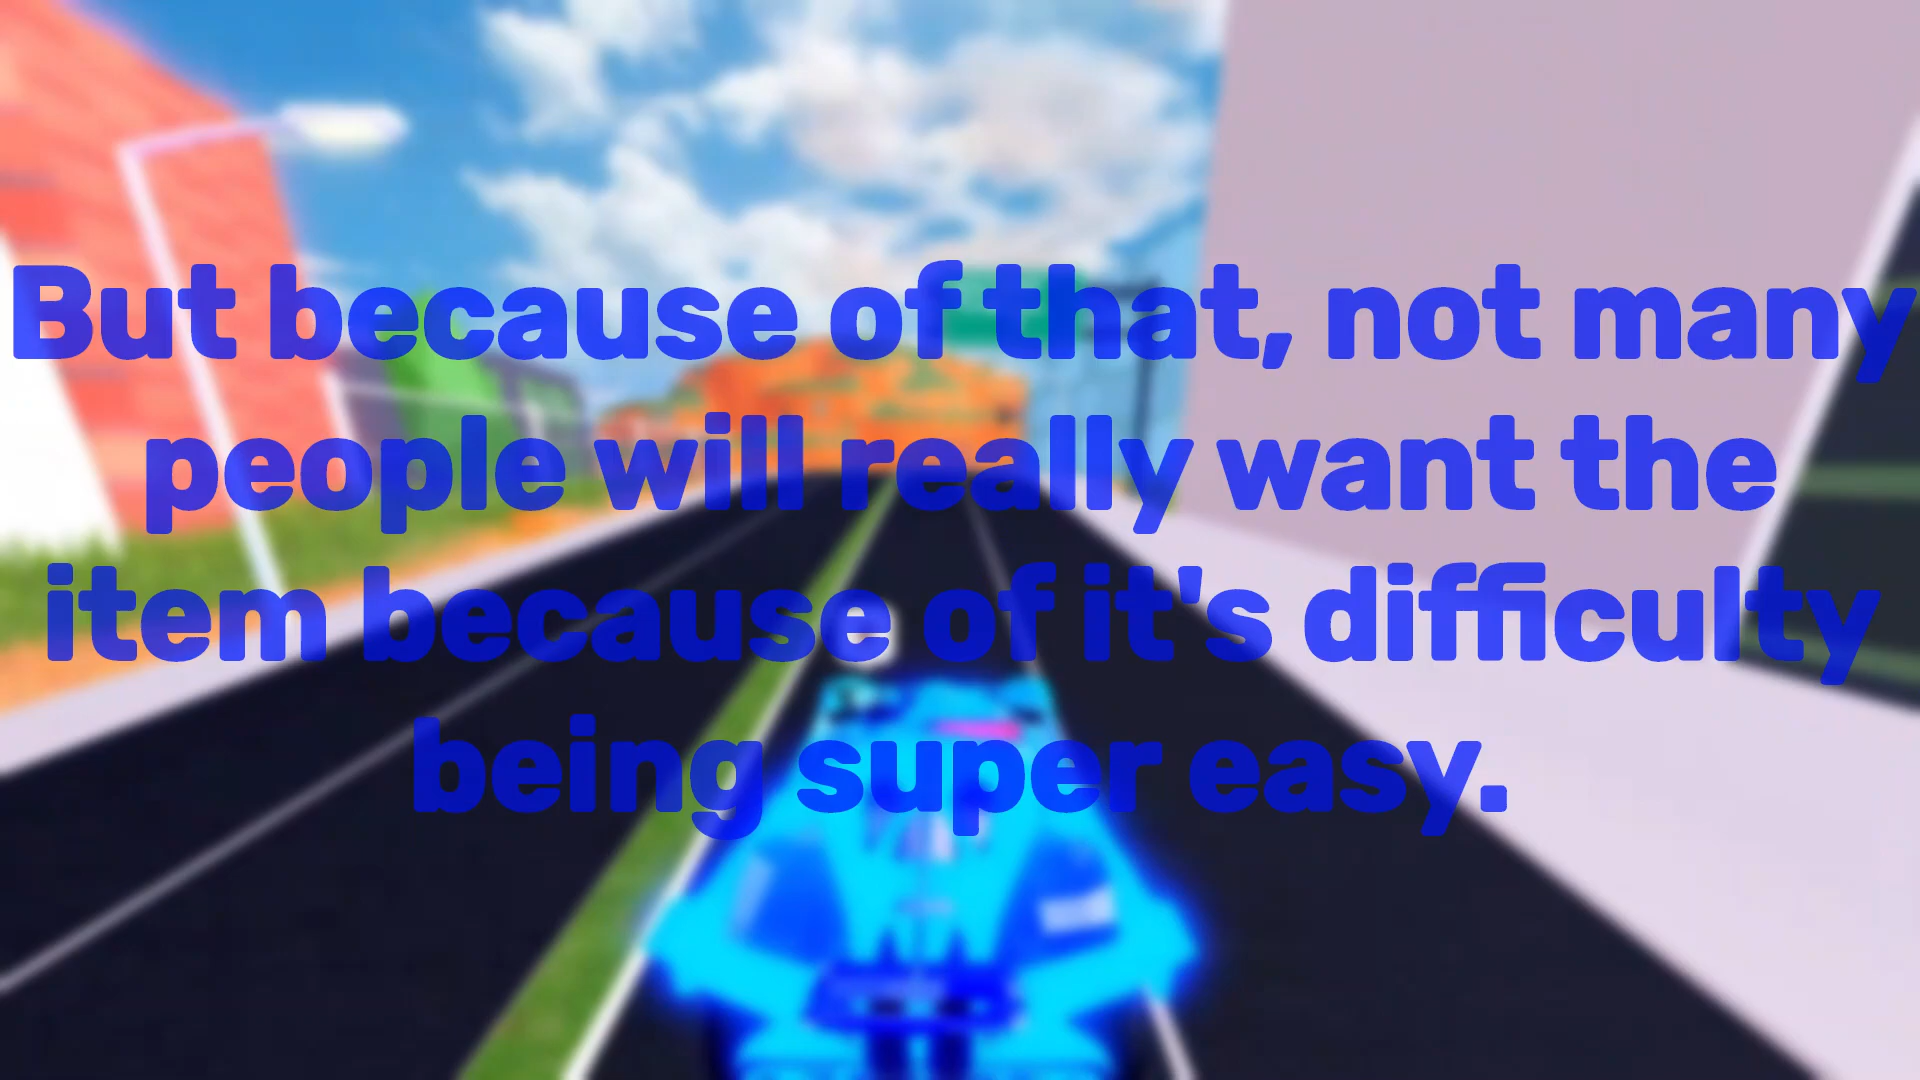 But because of that, not many
people will really want the
item because of it's difficulty
being super easy.